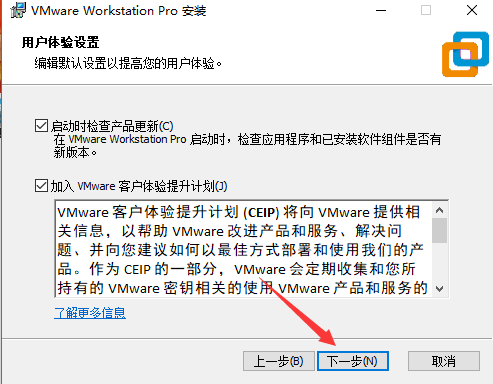 VMware Workstation Pro 安装
用户体验设置
编辑默认设置以提高您的用户体验。
启动时检查产品更新(C)
在 VMware Workstation Pro 启动时，检查应用程序和已安装软件组件是否有
新版本。
加入 VMware 客户体验提升计划(J)
VMware 客户体验提升计划 (CEIP) 将向 VMware 提供相
关信息，以帮助 VMware 改进产品和服务、解决问
题、并向您建议如何以最佳方式部署和使用我们的产
品。作为 CEIP 的一部分，VMware 会定期收集和您所
持有的 VMware 密钥相关的使用 VMware 产品和服务的
了解更多信息
上一步(B) 下一步(N) 取消